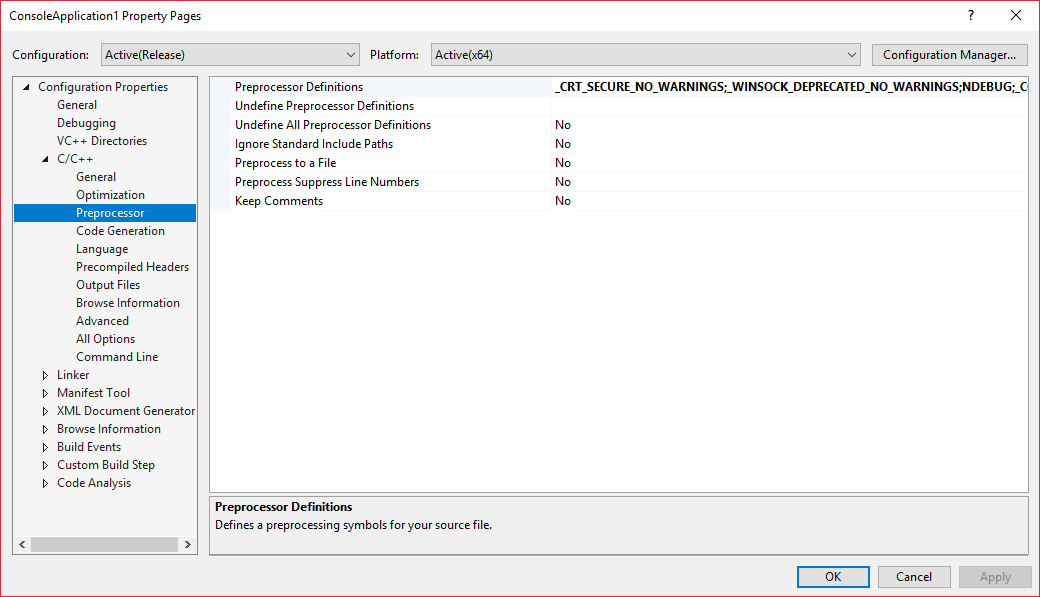 ConsoleApplication1 Property Pages
?
Configuration: Active(Release) Platform: Active(x64) Configuration Manager...
Configuration Properties
General
Debugging
VC++ Directories
C/C++
General
Optimization
Preprocessor
Code Generation
Language
Precompiled Headers
Output Files
Browse Information
Advanced
All Options
Command Line
Linker
Manifest Tool
XML Document Generator
Browse Information
Build Events
Custom Build Step
Code Analysis
Preprocessor Definitions _CRT_SECURE_NO_WARNINGS;_WINSOCK_DEPRECATED_NO_WARNINGS;NDEBUG;
Undefine Preprocessor Definitions
Undefine All Preprocessor Definitions No
Ignore Standard Include Paths No
Preprocess to a File No
Preprocess Suppress Line Numbers No
Keep Comments No
Preprocessor Definitions
Defines a preprocessing symbols for your source file.
OK Cancel Apply